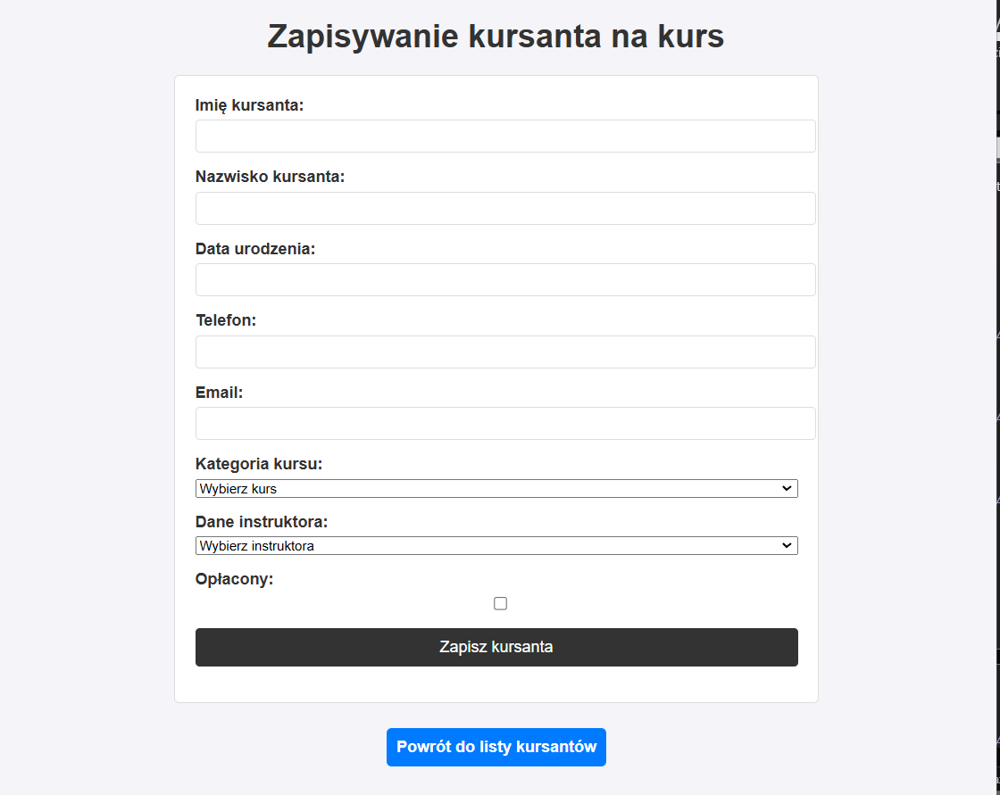 Zapisywanie kursanta na kurs
Imię kursanta:
Nazwisko kursanta:
Data urodzenia:
Telefon:
Email:
Kategoria kursu:
Wybierz kurs
Dane instruktora:
Wybierz instruktora
Opłacony:
Zapisz kursanta
Powrót do listy kursantów